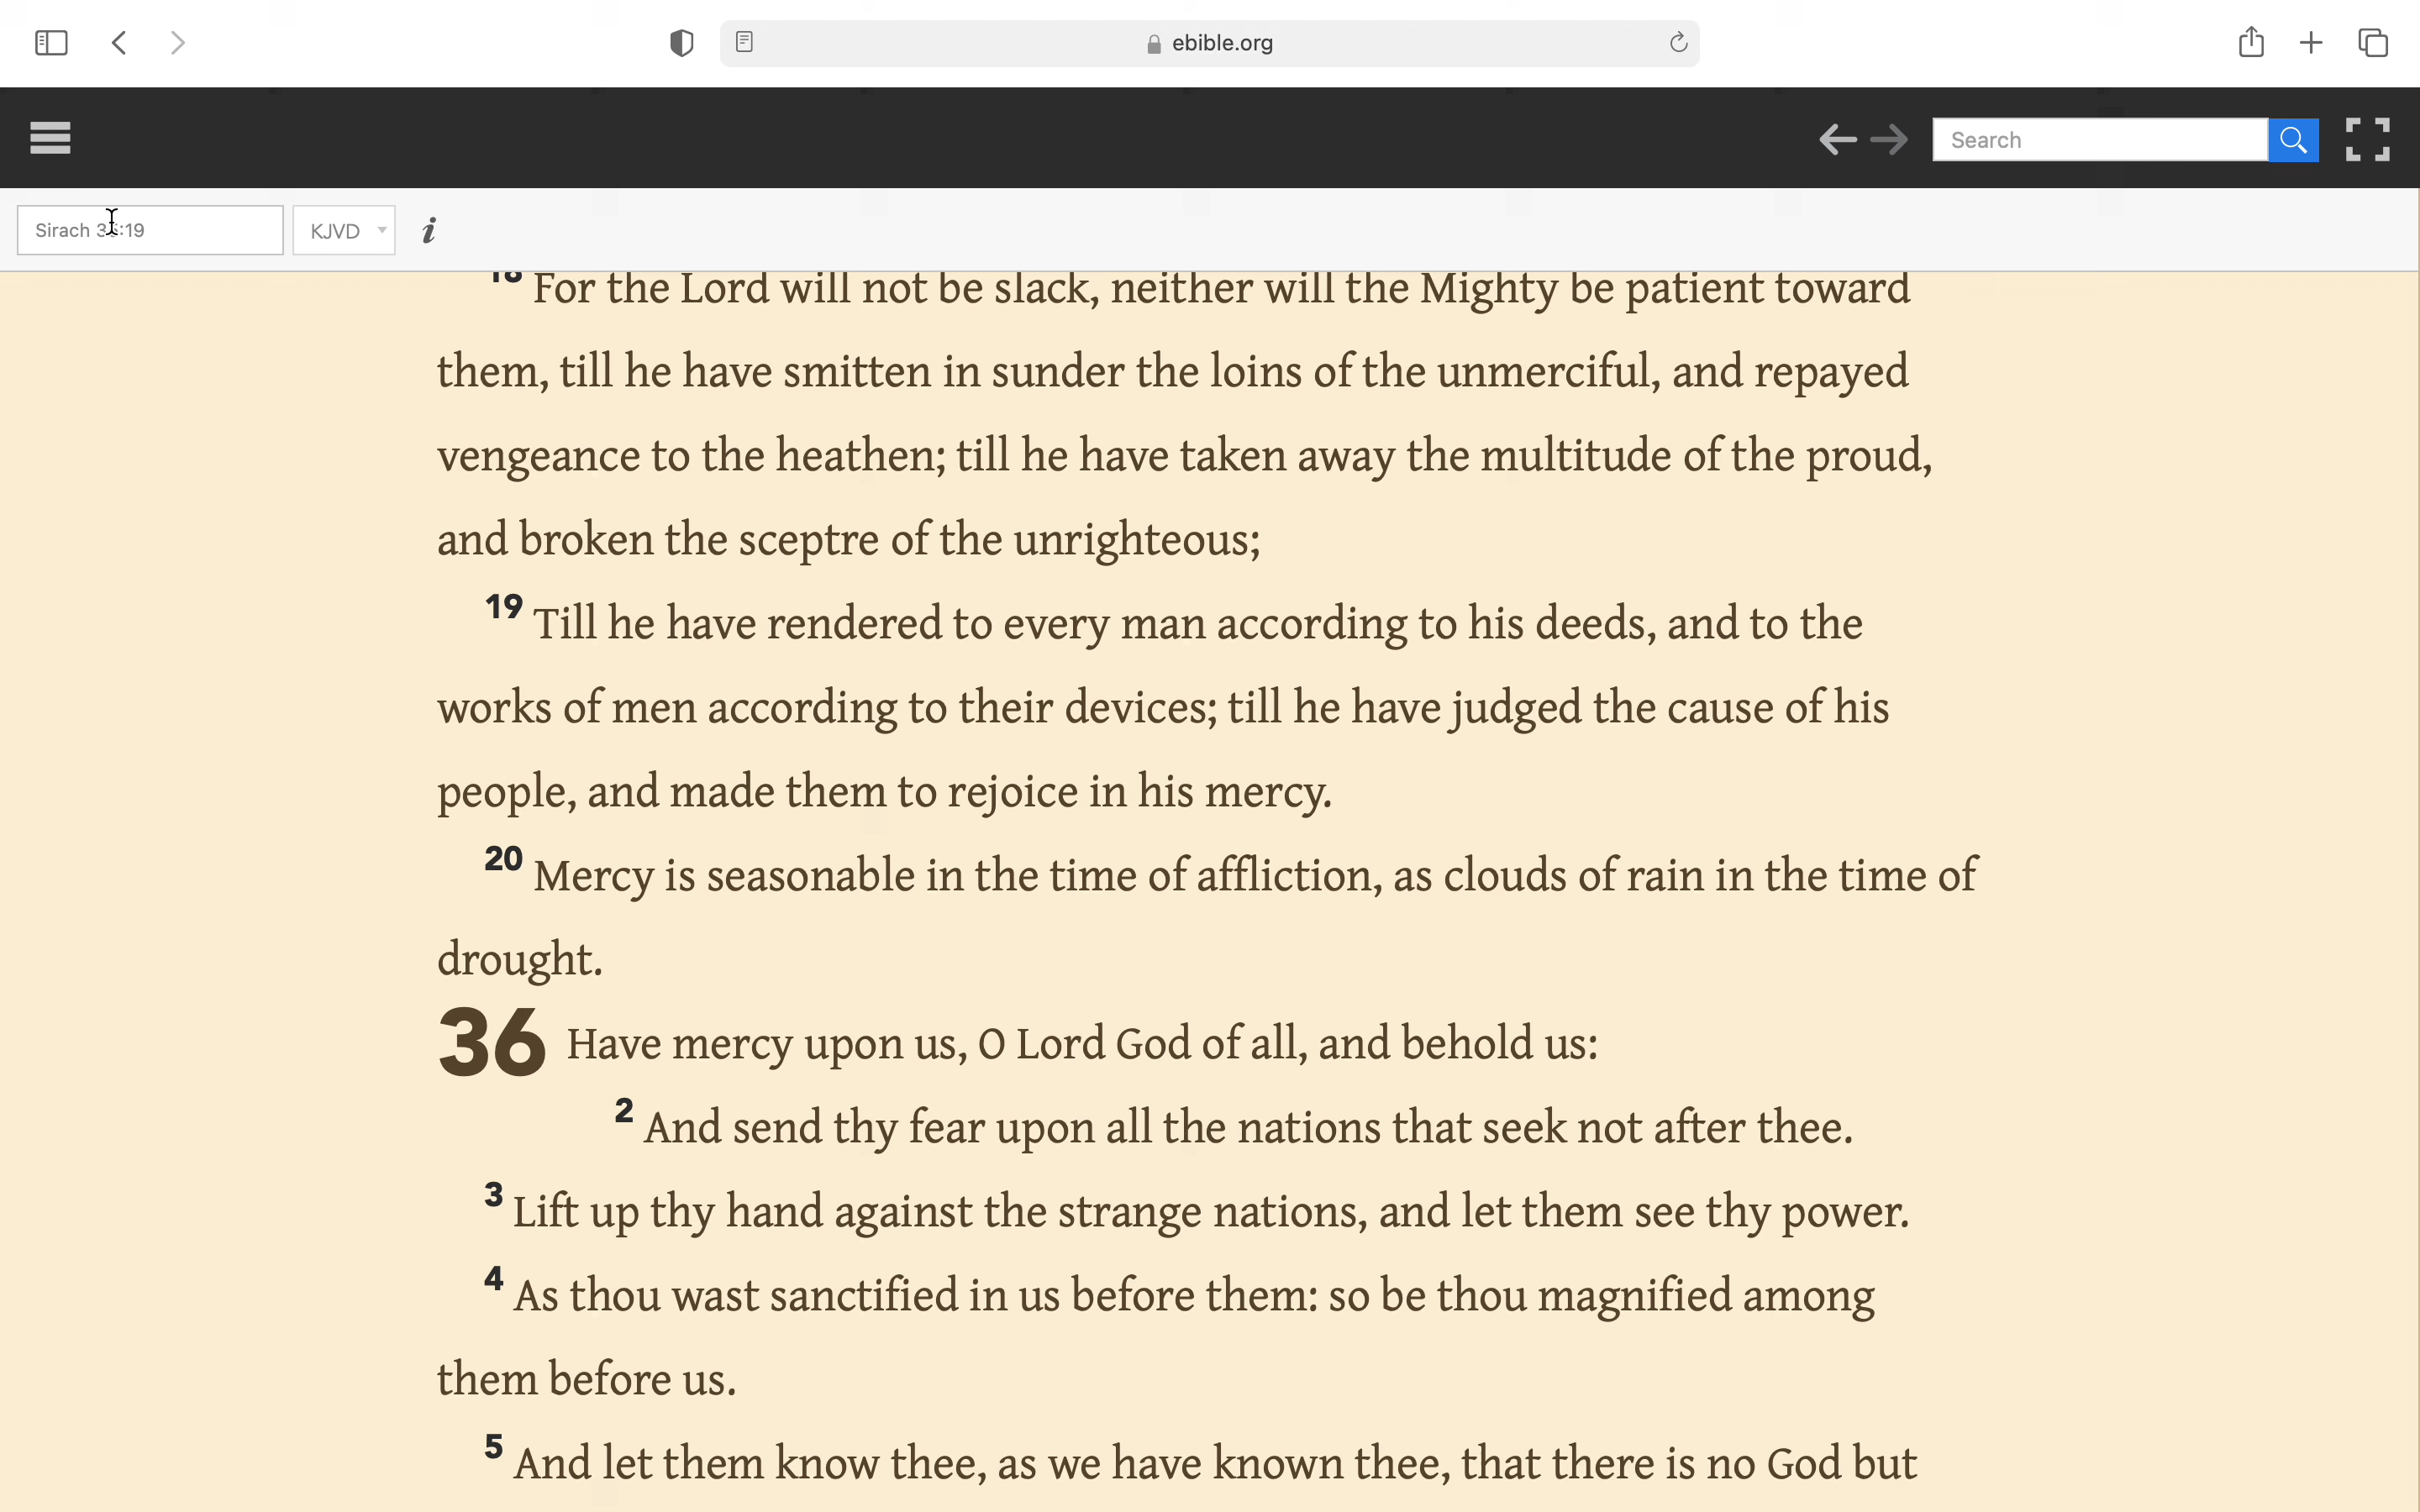 ebible.org
Search
Sirach 3 :19 KJVD i
For the Lord will not be slack, neither will the Mighty be patient toward
them, till he have smitten in sunder the loins of the unmerciful, and repayed
vengeance to the heathen; till he have taken away the multitude of the proud,
and broken the sceptre of the unrighteous;
19 Till he have rendered to every man according to his deeds, and to the
works of men according to their devices; till he have judged the cause of his
people, and made them to rejoice in his mercy.
20 Mercy is seasonable in the time of affliction, as clouds of rain in the time of
drought.
36 Have mercy upon us, O Lord God of all, and behold us:
2 And send thy fear upon all the nations that seek not after thee.
3 Lift up thy hand against the strange nations, and let them see thy power.
4 As thou wast sanctified in us before them: so be thou magnified among
them before us.
5 And let them know thee, as we have known thee, that there is no God but